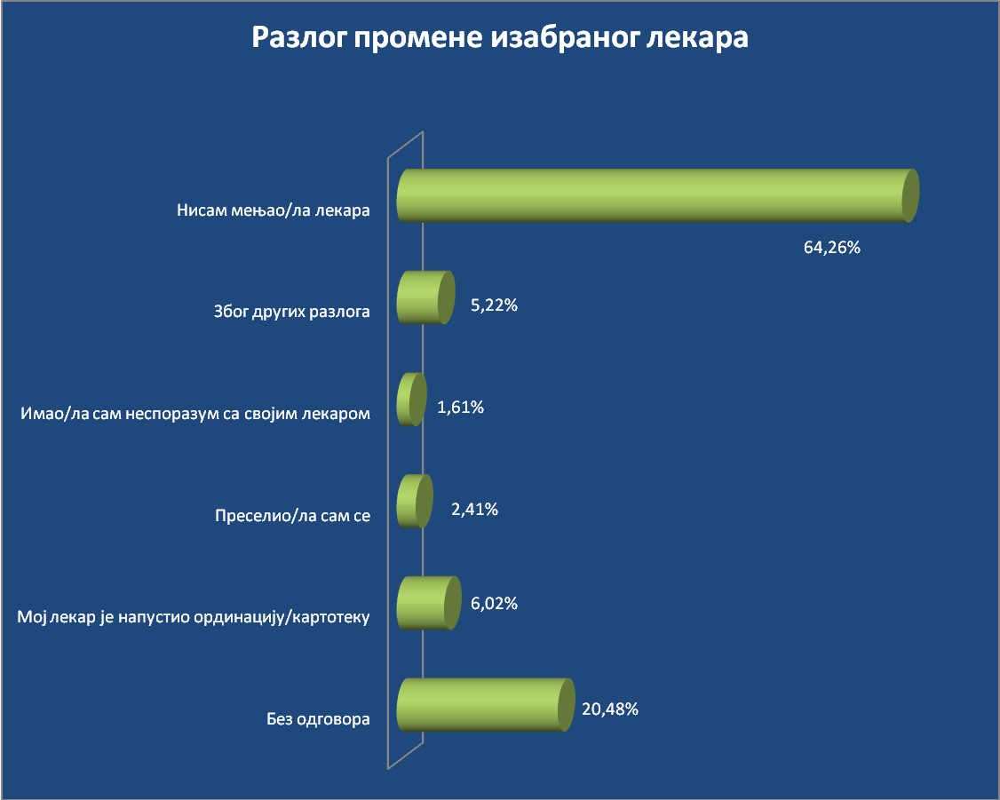 Разлог промене изабраног лекара
Нисам мењао/ла лекара
64,26%
Због других разлога
5,22%
Имао/ла сам неспоразум са својим лекаром
1,61%
Преселио/ла сам се
2,41%
Мој лекар је напустио ординацију/картотеку
6,02%
Без одговора
20,48%